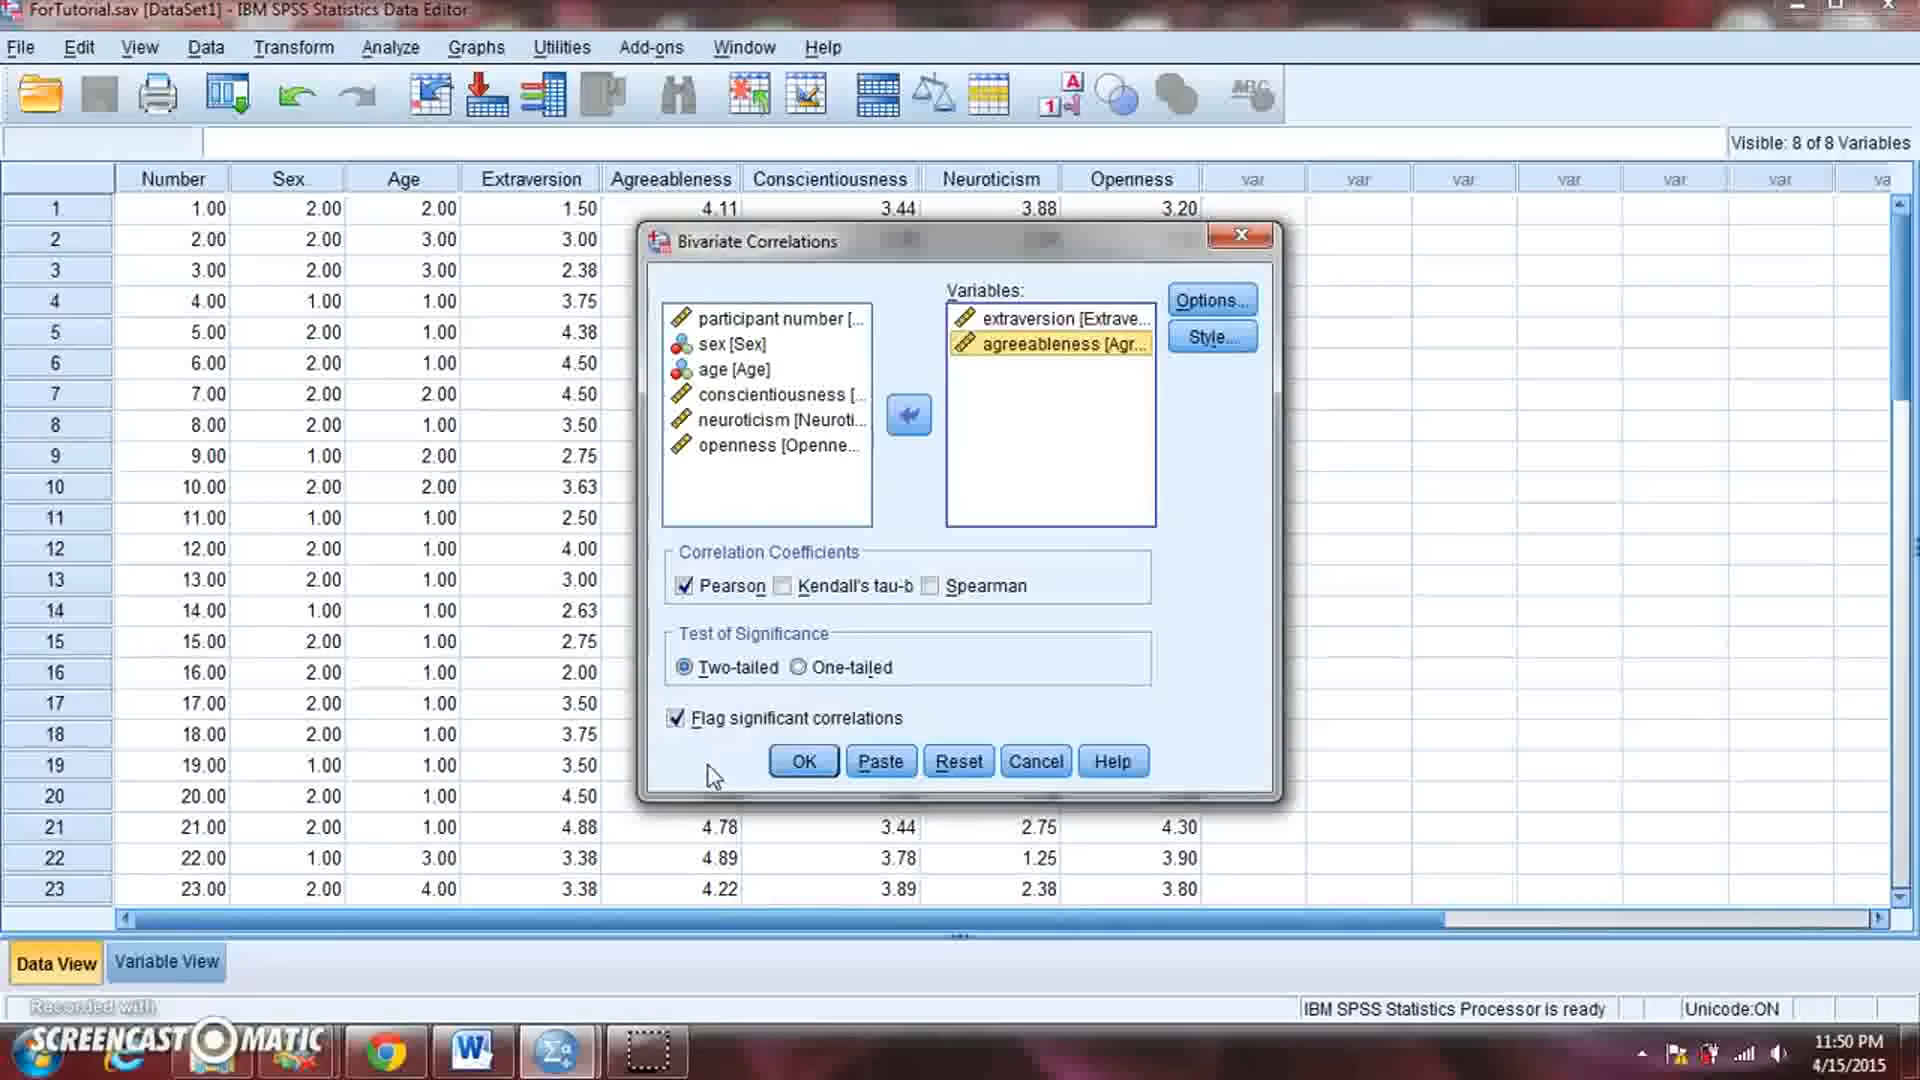 ForTutorial.sav [DataSet1] - IBM SPSS Statistics Data Editor
File Edit View Data Transform Analyze Graphs Utilities Add-ons Window Help
1 A ABC
Visible: 8 of 8 Variables
Number Sex Age Extraversion Agreeableness Conscientiousness Neuroticism Openness var var var var var var va
1 1.00 2.00 2.00 1.50 4.11 3.44 3.88 3.20
2 2.00 2.00 3.00 3.00
3 3.00 2.00 3.00 2.38
4 4.00 1.00 1.00 3.75
5 5.00 2.00 1.00 4.38
6 6.00 2.00 1.00 4.50
7 7.00 2.00 2.00 4.50
8 8.00 2.00 1.00 3.50
9 9.00 1.00 2.00 2.75
10 10.00 2.00 2.00 3.63
11 11.00 1.00 1.00 2.50
12 12.00 2.00 1.00 4.00
13 13.00 2.00 1.00 3.00
14 14.00 1.00 1.00 2.63
15 15.00 2.00 1.00 2.75
16 16.00 2.00 1.00 2.00
17 17.00 2.00 1.00 3.50
18 18.00 2.00 1.00 3.75
19 19.00 1.00 1.00 3.50
20 20.00 2.00 1.00 4.50
21 21.00 2.00 1.00 4.88 4.78 3.44 2.75 4.30
22 22.00 1.00 3.00 3.38 4.89 3.78 1.25 3.90
23 23.00 2.00 4.00 3.38 4.22 3.89 2.38 3.80
Bivariate Correlations
Variables:
participant number [...
sex [Sex]
age [Age]
conscientiousness [...
neuroticism [Neuroti...
openness [Openne...
extraversion [Extrave...
agreeableness [Agr...
Options...
Style...
Correlation Coefficients
Pearson Kendall's tau-b Spearman
Test of Significance
Two-tailed One-tailed
Flag significant correlations
OK Paste Reset Cancel Help
Data View Variable View
IBM SPSS Statistics Processor is ready Unicode:ON
Recorded with
SCREENCAST MATIC
W Σα
11:50 PM
4/15/2015